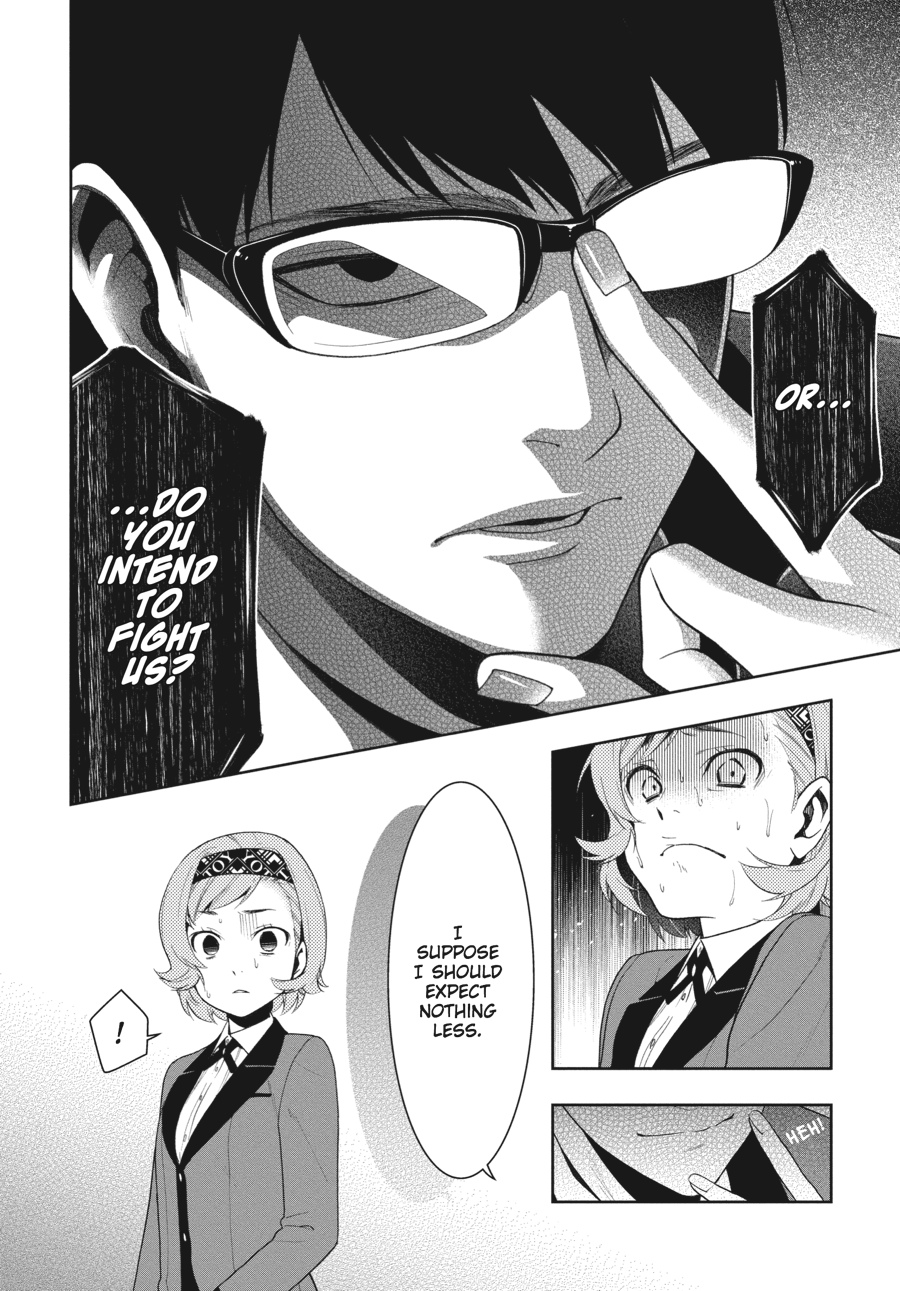 OR...
...DO
YOU
INTEND
TO
FIGHT
US?
HEH!
I
SUPPOSE
I SHOULD
EXPECT
NOTHING
LESS.
!